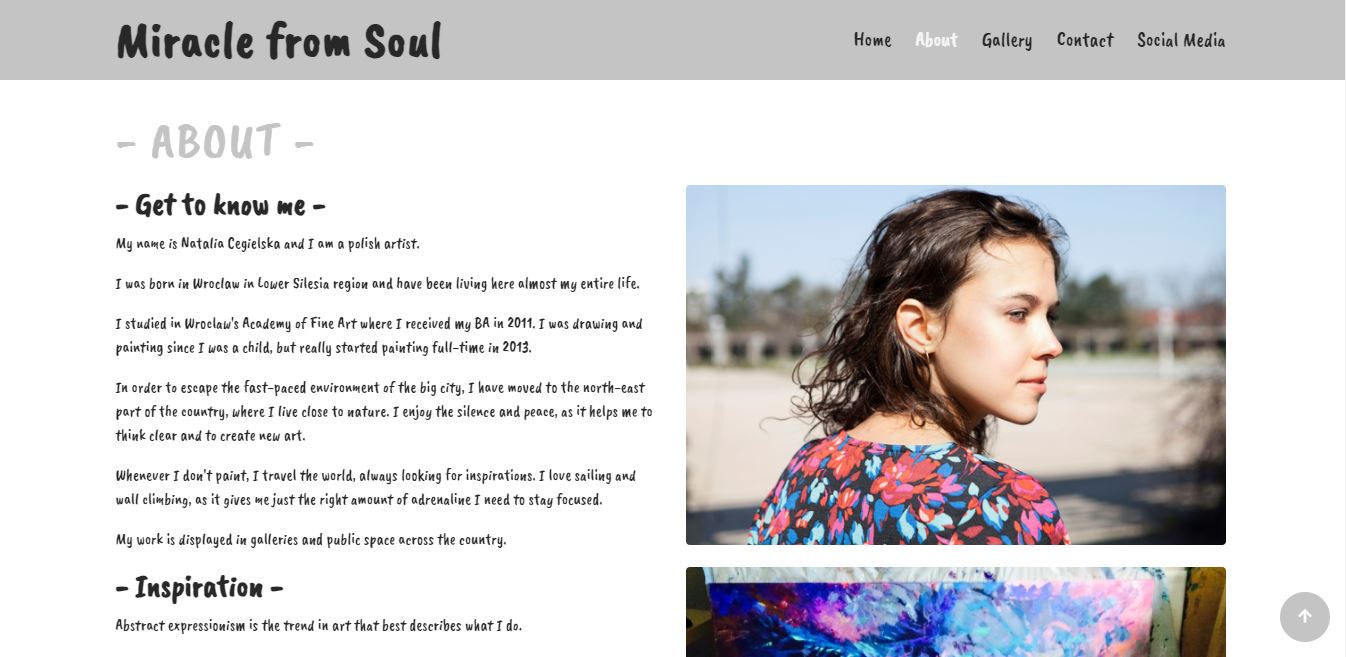 Miracle from Soul
Home About Gallery Contact Social Media
- ABOUT -
- Get to know me -
My name is Natalia Cegielska and I am a polish artist.
I was born in Wroclaw in Lower Silesia region and have been living here almost my entire life.
I studied in Wroclaw's Academy of Fine Art where I received my BA in 2011. I was drawing and
painting since I was a child, but really started painting full-time in 2013.
In order to escape the fast-paced environment of the big city, I have moved to the north-east
part of the country, where I live close to nature. I enjoy the silence and peace, as it helps me to
think clear and to create new art.
Whenever I don't paint, I travel the world, always looking for inspirations. I love sailing and
wall climbing, as it gives me just the right amount of adrenaline I need to stay focused.
My work is displayed in galleries and public space across the country.
- Inspiration -
Abstract expressionism is the trend in art that best describes what I do.